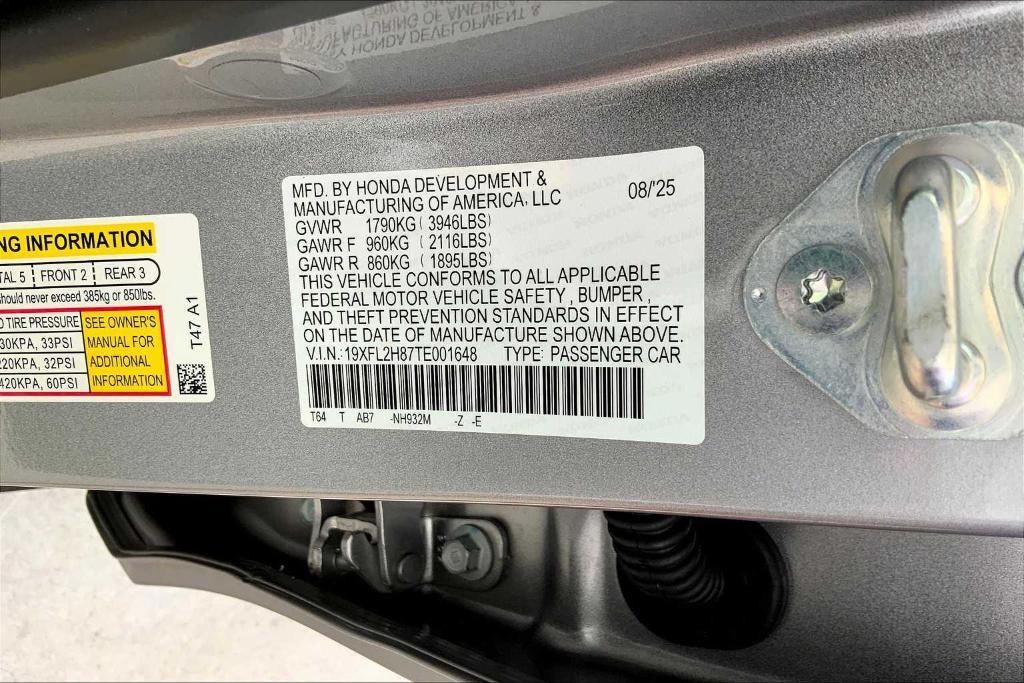 MFD. BY HONDA DEVELOPMENT &
MANUFACTURING OF AMERICA, LLC 08/'25
GVWR 1790KG ( 3946LBS)
GAWR F 960KG ( 2116LBS)
GAWR R 860KG ( 1895LBS)
THIS VEHICLE CONFORMS TO ALL APPLICABLE
FEDERAL MOTOR VEHICLE SAFETY , BUMPER ,
AND THEFT PREVENTION STANDARDS IN EFFECT
ON THE DATE OF MANUFACTURE SHOWN ABOVE.
V.I.N.:19XFL2H87TE001648 TYPE: PASSENGER CAR
T64 T AB7 -NH932M -Z -E
NG INFORMATION
TAL 5 FRONT 2 REAR 3
should never exceed 385kg or 850lbs.
D TIRE PRESSURE
30KPA, 33PSI
220KPA, 32PSI
420KPA, 60PSI
SEE OWNER'S
MANUAL FOR
ADDITIONAL
INFORMATION
T47 A1